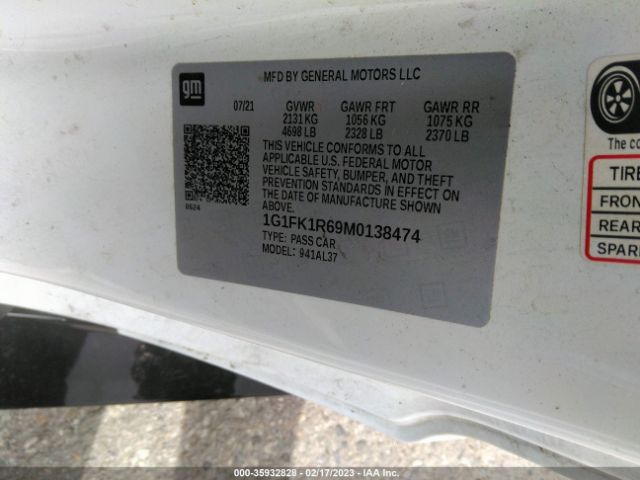 gm
MFD BY GENERAL MOTORS LLC
07/21 GVWR GAWR FRT GAWR RR
2131 KG 1056 KG 1075 KG
4698 LB 2328 LB 2370 LB
THIS VEHICLE CONFORMS TO ALL
APPLICABLE U.S. FEDERAL MOTOR
VEHICLE SAFETY, BUMPER, AND THEFT
PREVENTION STANDARDS IN EFFECT ON
THE DATE OF MANUFACTURE SHOWN
ABOVE.
0624
1G1FK1R69M0138474
TYPE: PASS CAR
MODEL: 941AL37
The co
TIRE
FRON
REAR
SPAR
000-35932828 - 02/17/2023 - IAA Inc.